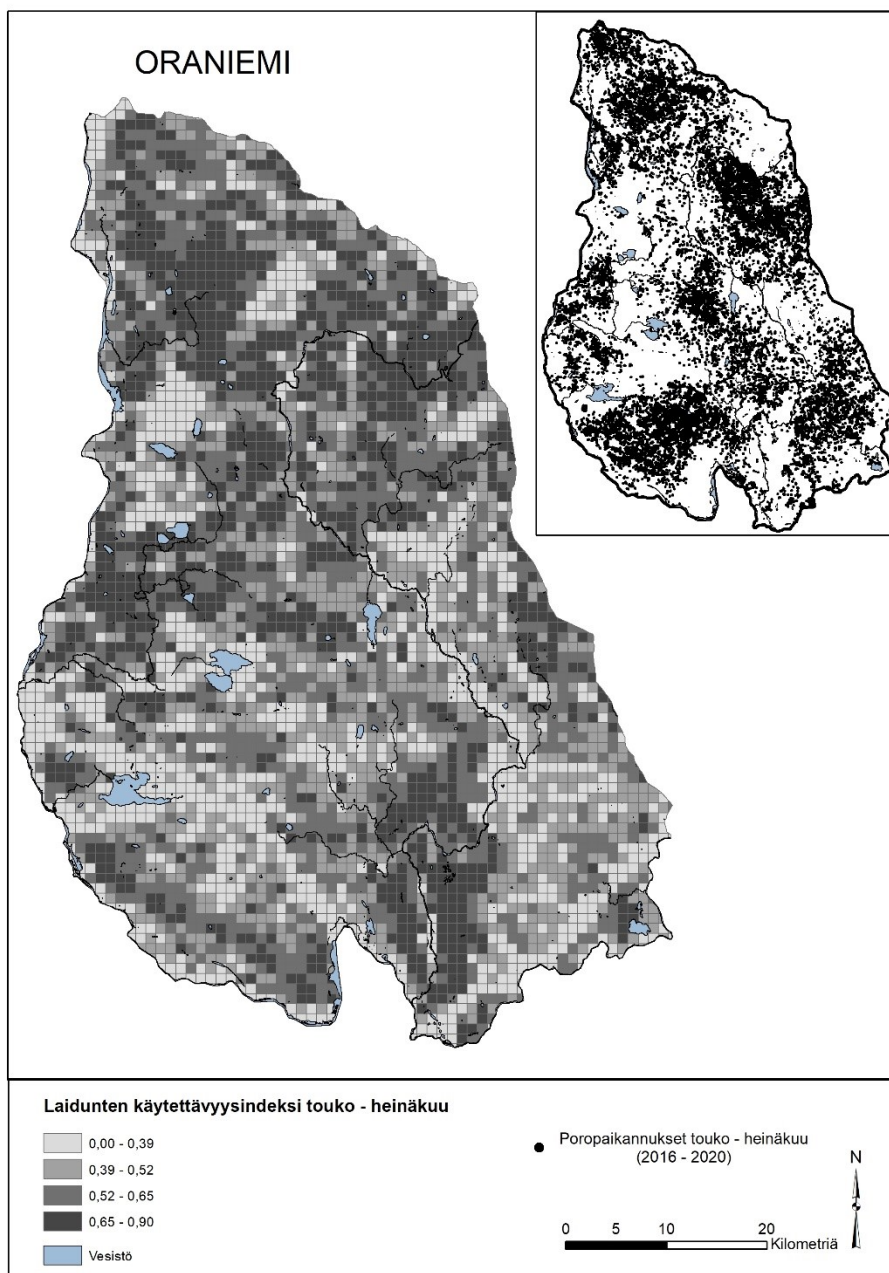 ORANIEMI
Laidunten käytettävyysindeksi touko - heinäkuu
0,00 - 0,39
0,39 - 0,52
0,52 - 0,65
0,65 - 0,90
Vesistö
Poropaikannukset touko - heinäkuu
(2016 - 2020)
N
0 5 10 20
Kilometriä